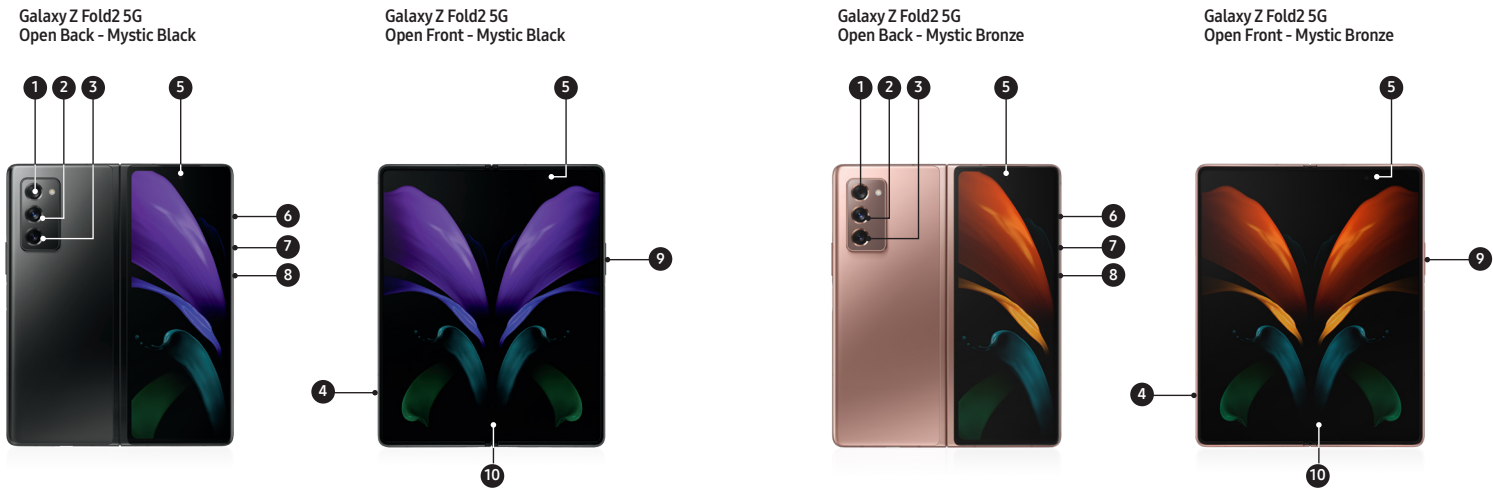 Galaxy Z Fold2 5G
Open Back - Mystic Black
Galaxy Z Fold2 5G
Open Front - Mystic Black
Galaxy Z Fold2 5G
Open Back - Mystic Bronze
Galaxy Z Fold2 5G
Open Front - Mystic Bronze
1 2 3 5
5
1 2 3 5
5
6
7
8
9
4
10
6
7
8
9
4
10